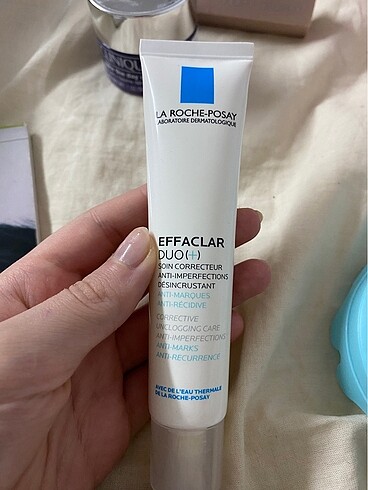 LINIQUE
LA ROCHE-POSAY
LABORATOIRE DERMATOLOGIQUE
EFFACLAR
DUO(+)
SOIN CORRECTEUR
ANTI-IMPERFECTIONS
DÉSINCRUSTANT
ANTI-MARQUES
ANTI-RÉCIDIVE
CORRECTIVE
UNCLOGGING CARE
ANTI-IMPERFECTIONS
ANTI-MARKS
ANTI-RECURRENCE
AVEC DE L'EAU THERMALE
DE LA ROCHE-POSAY